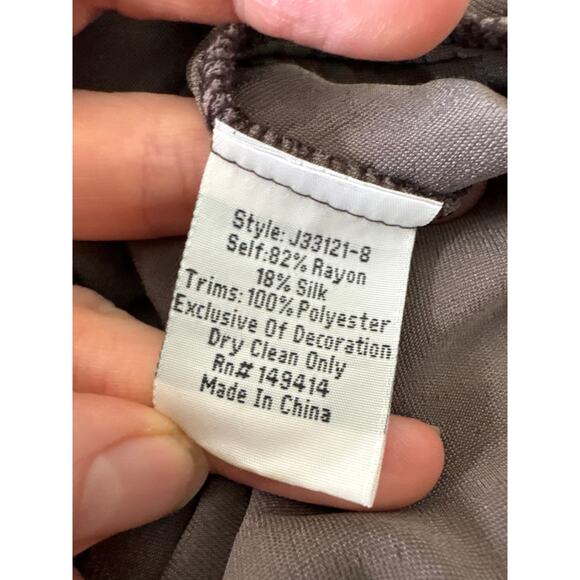 Style: J33121-8
Self:82% Rayon
18% Silk
Trims:100% Polyester
Exclusive Of Decoration
Dry Clean Only
Rn# 149414
Made In China